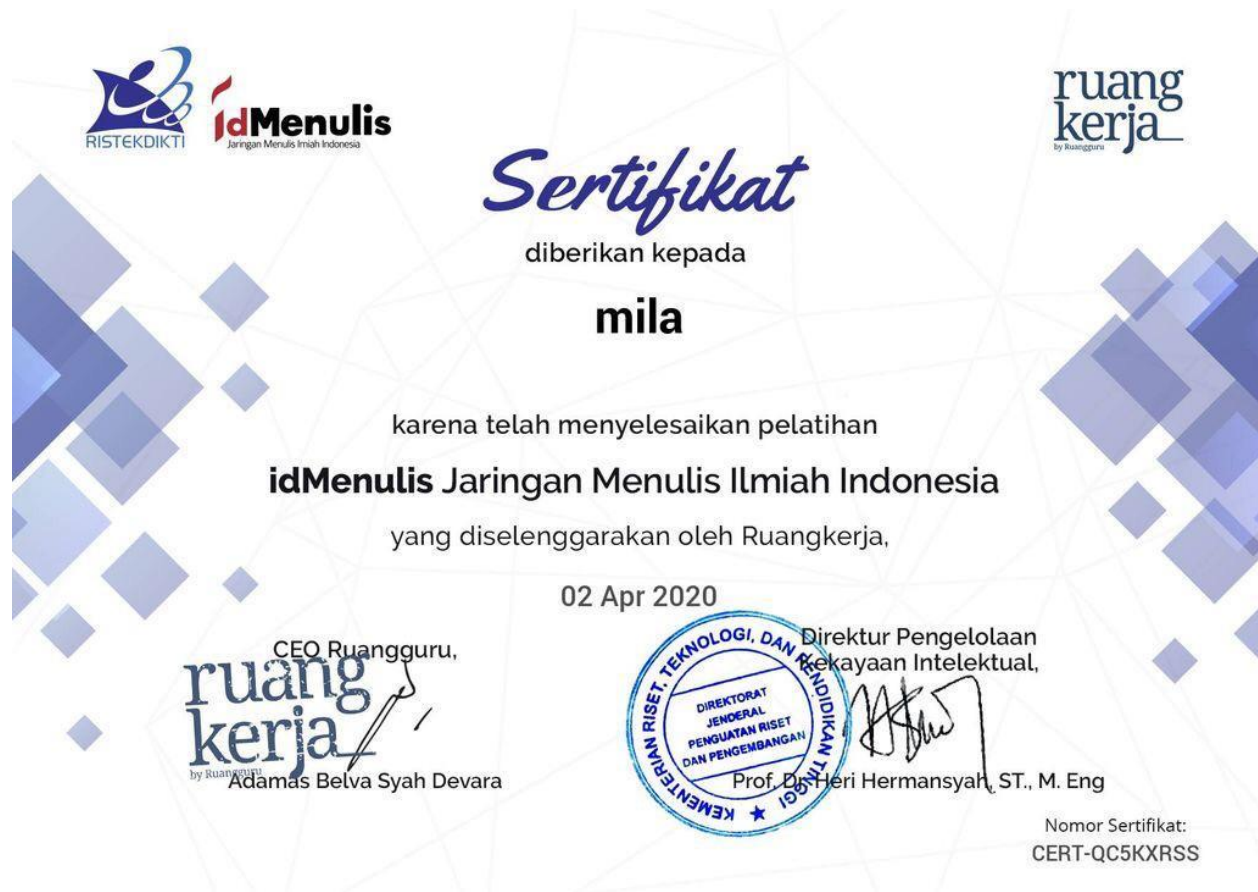 RISTEKDIKTI
idMenulis
Jaringan Menulis Imiah Indonesia
ruang
kerja
by Ruangguru
Sertifikat
diberikan kepada
mila
karena telah menyelesaikan pelatihan
idMenulis Jaringan Menulis Ilmiah Indonesia
yang diselenggarakan oleh Ruangkerja,
02 Apr 2020
CEO Ruangguru,
ruang
kerja
by Ruangguru
Adamas Belva Syah Devara
KEMENTERIAN RISET, TEKNOLOGI, DAN PENDIDIKAN TINGGI
DIREKTORAT
JENDERAL
PENGUATAN RISET
DAN PENGEMBANGAN
Direktur Pengelolaan
Kekayaan Intelektual,
Prof. Dr. Heri Hermansyah, ST., M. Eng
Nomor Sertifikat:
CERT-QC5KXRSS